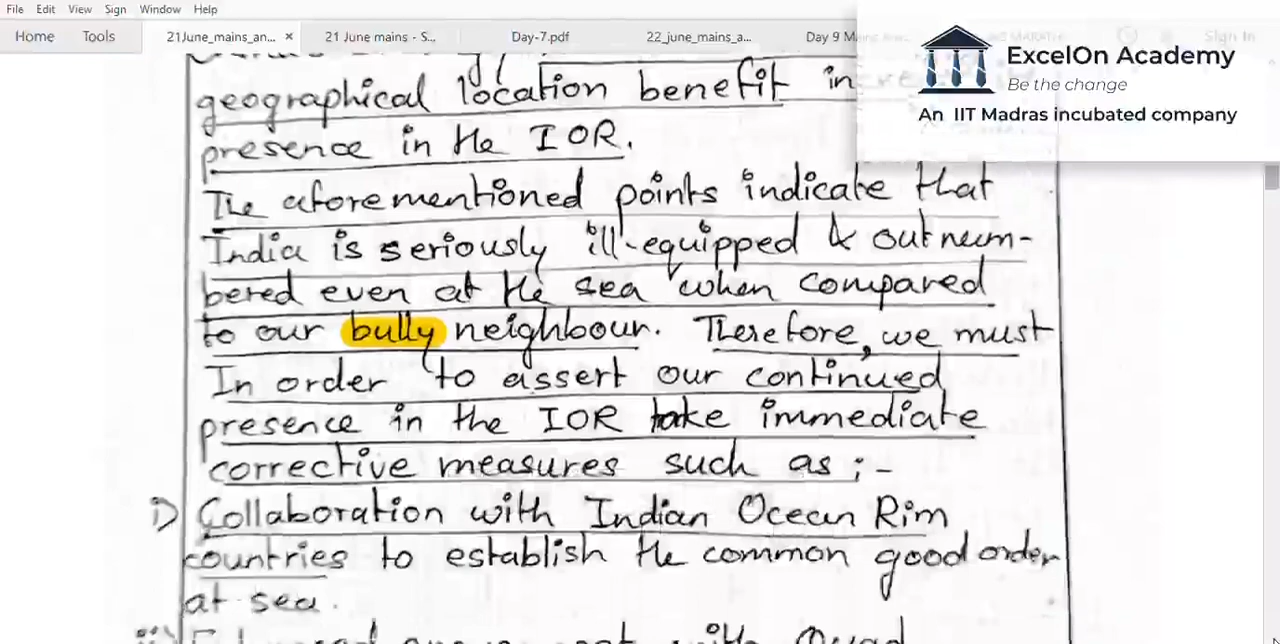 File Edit View Sign Window Help
Home Tools 21June_mains_an... × 21 June mains - S... Day-7.pdf 22_june_mains_a... Day 9 Sign In
ExcelOn Academy
Be the change
An IIT Madras incubated company
geographical location benefit in
presence in the IOR.
The aforementioned points indicate that
India is seriously ill-equipped & outnum-
bered even at the sea when compared
to our bully neighbour. Therefore, we must
In order to assert our continued
presence in the IOR take immediate
corrective measures such as :-
i) Collaboration with Indian Ocean Rim
countries to establish the common good order
at sea.
with Quad